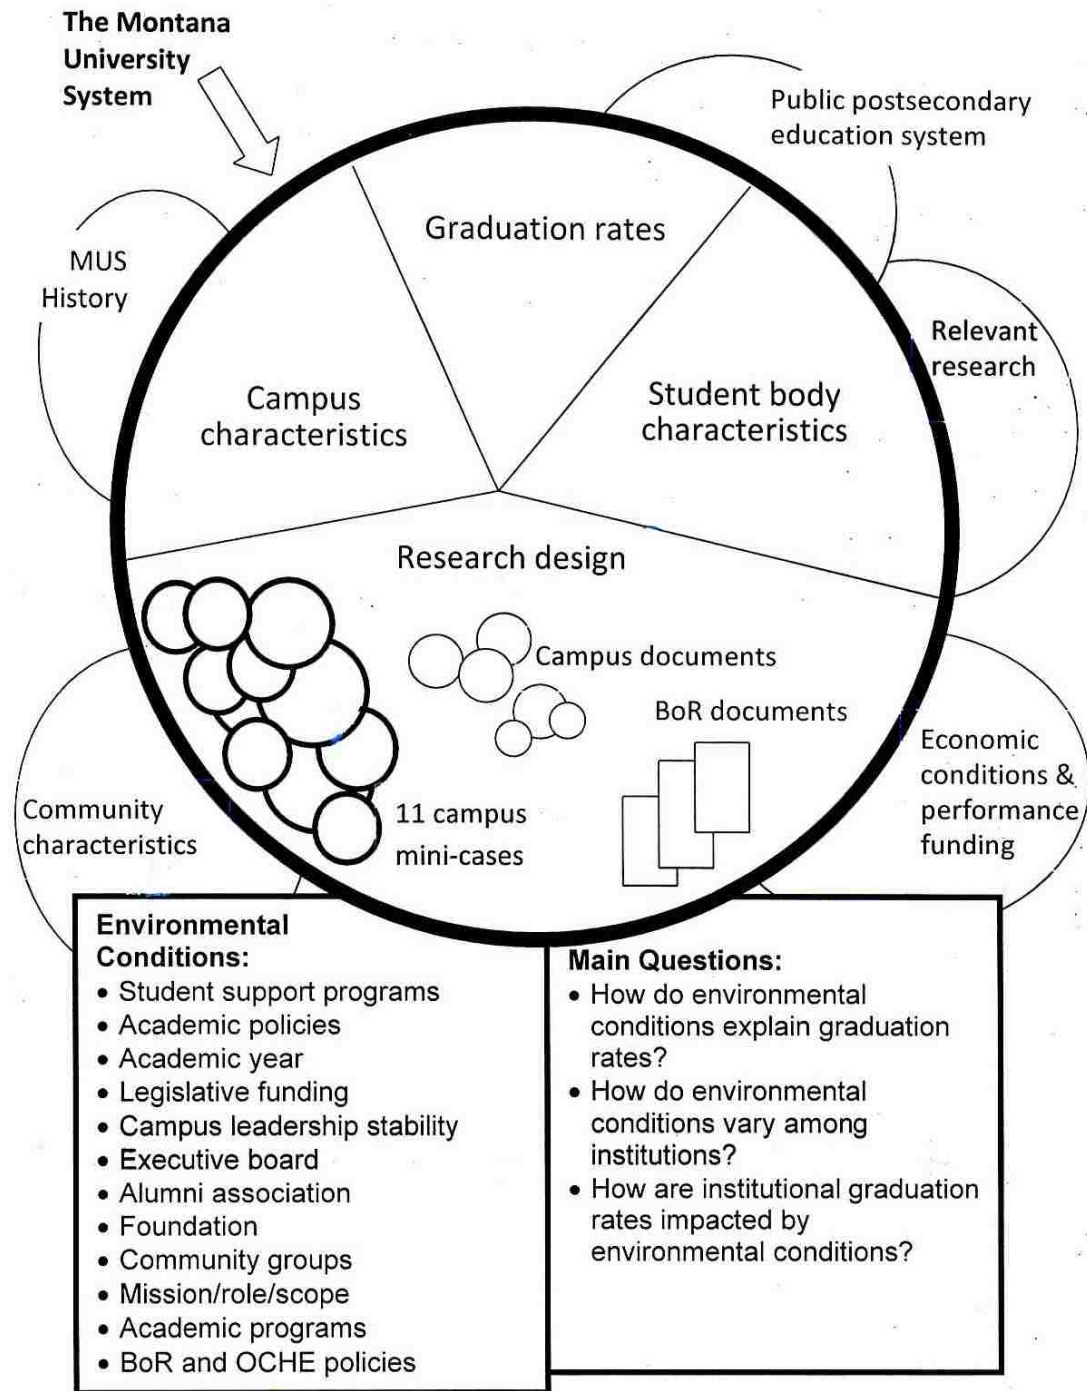 The Montana
University
System
Public postsecondary
education system
Graduation rates
MUS
History
Relevant
research
Campus
characteristics
Student body
characteristics
Research design
Campus documents
BoR documents
Economic
conditions &
performance
funding
Community
characteristics
11 campus
mini-cases
Environmental
Conditions:
• Student support programs
• Academic policies
• Academic year
• Legislative funding
• Campus leadership stability
• Executive board
• Alumni association
• Foundation
• Community groups
• Mission/role/scope
• Academic programs
• BoR and OCHE policies
Main Questions:
• How do environmental
conditions explain graduation
rates?
• How do environmental
conditions vary among
institutions?
• How are institutional graduation
rates impacted by
environmental conditions?